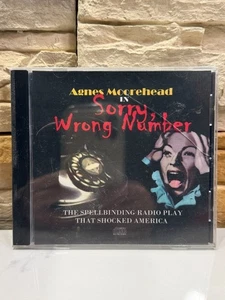 Agnes Moorehead
IN
Sorry,
Wrong Number
THE SPELLBINDING RADIO PLAY
THAT SHOCKED AMERICA